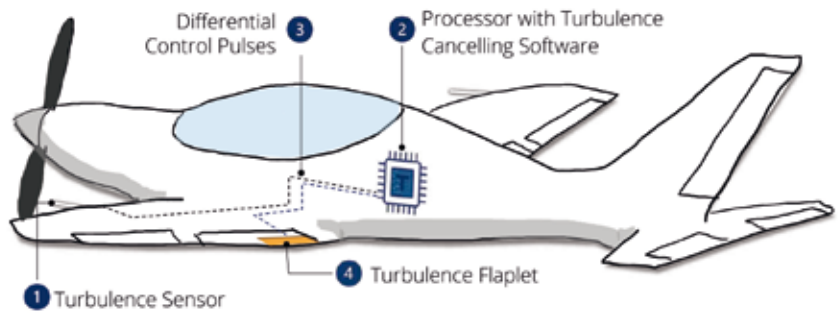 Differential
Control Pulses
3
2
Processor with Turbulence
Cancelling Software
T
4
Turbulence Flaplet
1
Turbulence Sensor